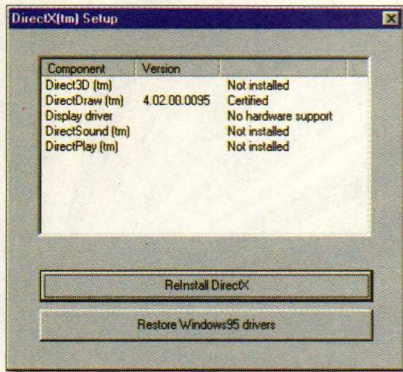 DirectX(tm) Setup
Component Version
Direct3D (tm) Not installed
DirectDraw (tm) 4.02.00.0095 Certified
Display driver No hardware support
DirectSound (tm) Not installed
DirectPlay (tm) Not installed
ReInstall DirectX
Restore Windows95 drivers